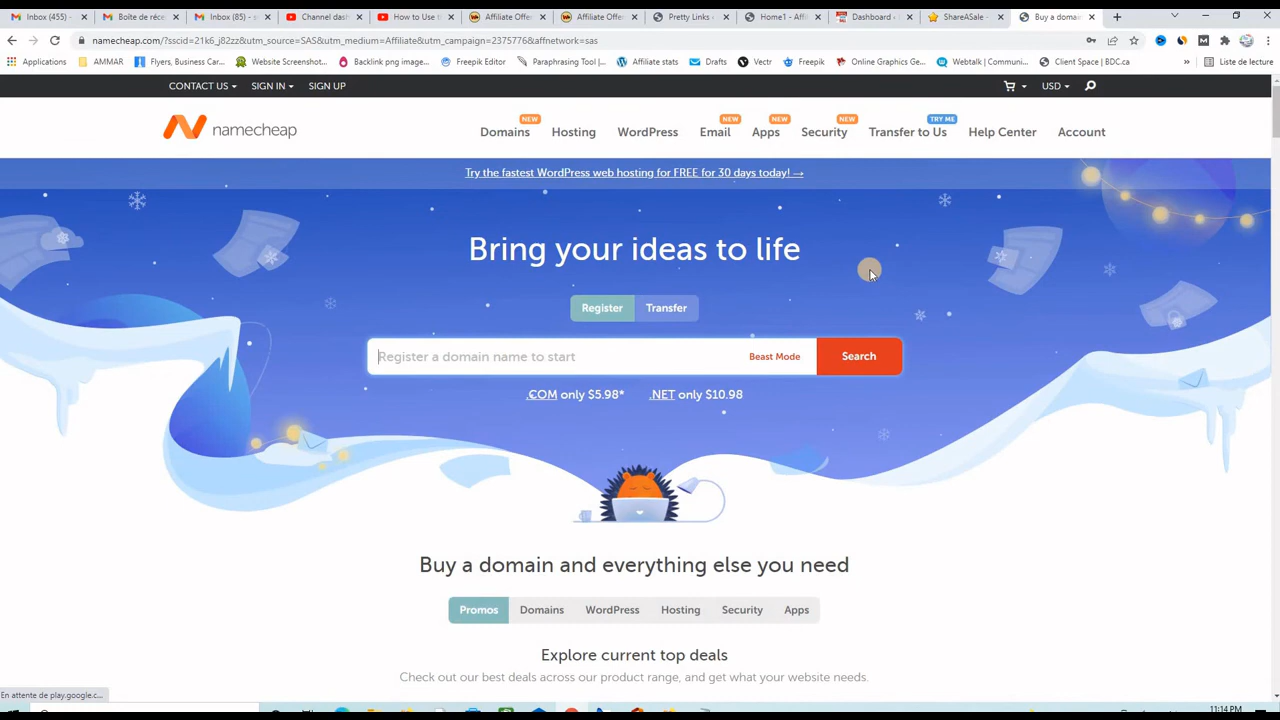 Inbox (455) -
Boîte de réce
Inbox (85) - s
Channel dash
How to Use t
Affiliate Offer
Affiliate Offe
Pretty Links ‹
Home1 - Affi
Dashboard ‹
ShareASale -
Buy a domai
namecheap.com/?sscid=21k6_j82zz&utm_source=SAS&utm_medium=Affiliate&utm_campaign=2375776&affnetwork=sas
Applications
AMMAR
Flyers, Business Car...
Website Screenshot...
Backlink png image...
Freepik Editor
Paraphrasing Tool |...
Affiliate stats
Drafts
Vectr
Freepik
Online Graphics Ge...
Webtalk | Communi...
Client Space | BDC.ca
»
Liste de lecture
CONTACT US
SIGN IN
SIGN UP
USD
namecheap
NEW
NEW
NEW
NEW
TRY ME
Domains
Hosting
WordPress
Email
Apps
Security
Transfer to Us
Help Center
Account
Try the fastest WordPress web hosting for FREE for 30 days today! →
Bring your ideas to life
Register
Transfer
Register a domain name to start
Beast Mode
Search
.COM only $5.98*
.NET only $10.98
Buy a domain and everything else you need
Promos
Domains
WordPress
Hosting
Security
Apps
Explore current top deals
Check out our best deals across our product range, and get what your website needs.
En attente de play.google.c...
11:14 PM